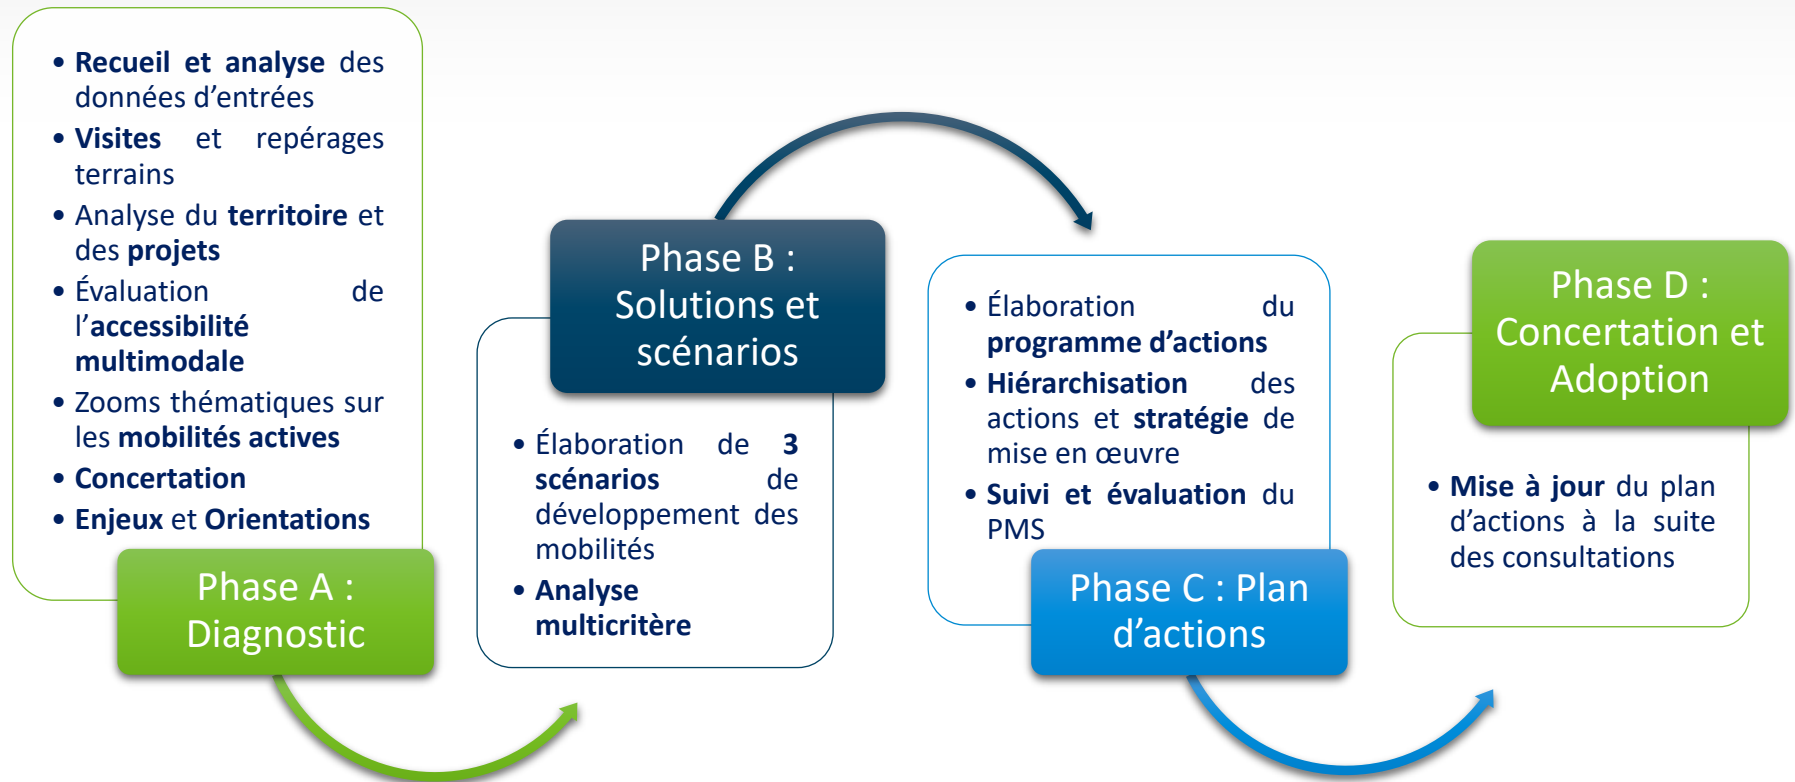 • Recueil et analyse des
données d’entrées
• Visites et repérages
terrains
• Analyse du territoire et
des projets
• Évaluation de
l’accessibilité
multimodale
• Zooms thématiques sur
les mobilités actives
• Concertation
• Enjeux et Orientations
Phase A :
Diagnostic
Phase B :
Solutions et
scénarios
• Élaboration de 3
scénarios de
développement des
mobilités
• Analyse
multicritère
• Élaboration du
programme d’actions
• Hiérarchisation des
actions et stratégie de
mise en œuvre
• Suivi et évaluation du
PMS
Phase C : Plan
d’actions
Phase D :
Concertation et
Adoption
• Mise à jour du plan
d’actions à la suite
des consultations